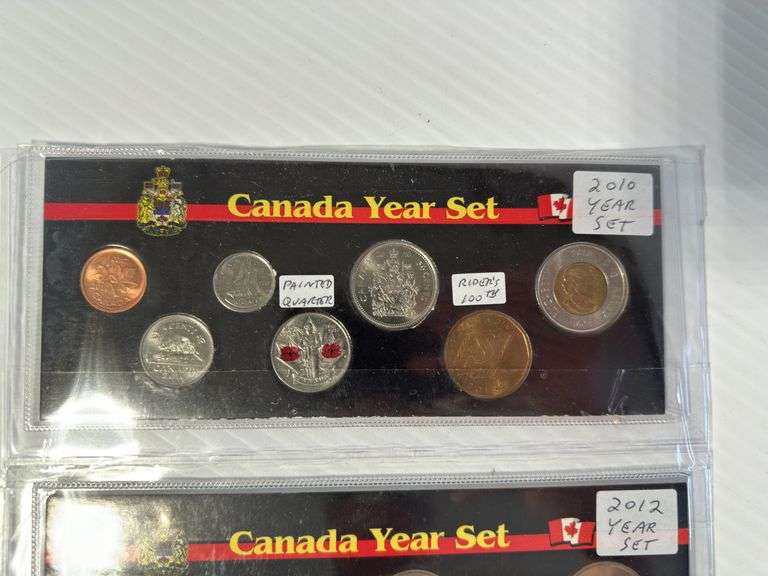 Canada Year Set
2010
YEAR
SET
PAINTED
QUARTER
RIDER'S
100TH
Canada Year Set
2012
YEAR
SET